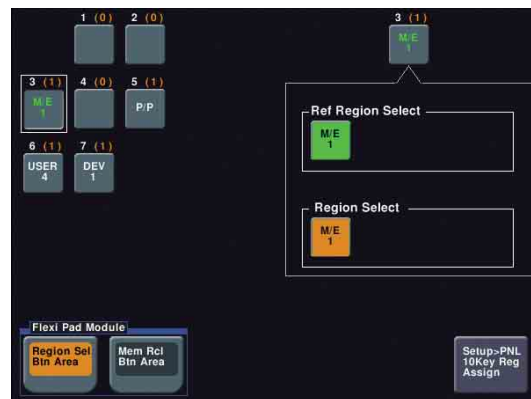 1 (0) 2 (0)
3 (1)
M/E
1
3 (1) 4 (0) 5 (1)
M/E
1
P/P
6 (1) 7 (1)
USER
4
DEV
1
Ref Region Select
M/E
1
Region Select
M/E
1
Flexi Pad Module
Region Sel
Btn Area
Mem Rcl
Btn Area
Setup>PNL
10Key Reg
Assign